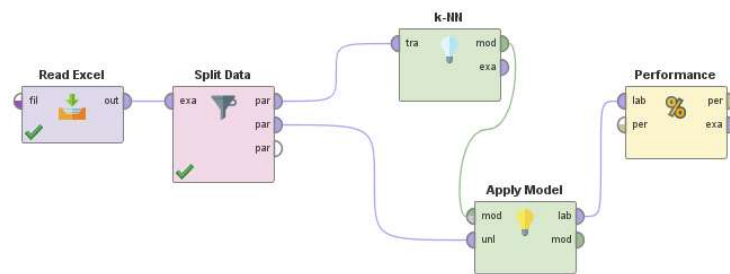 Read Excel
fil out
Split Data
exa par
par
par
k-NN
tra mod
exa
Apply Model
mod lab
unl mod
Performance
lab % per
per exa